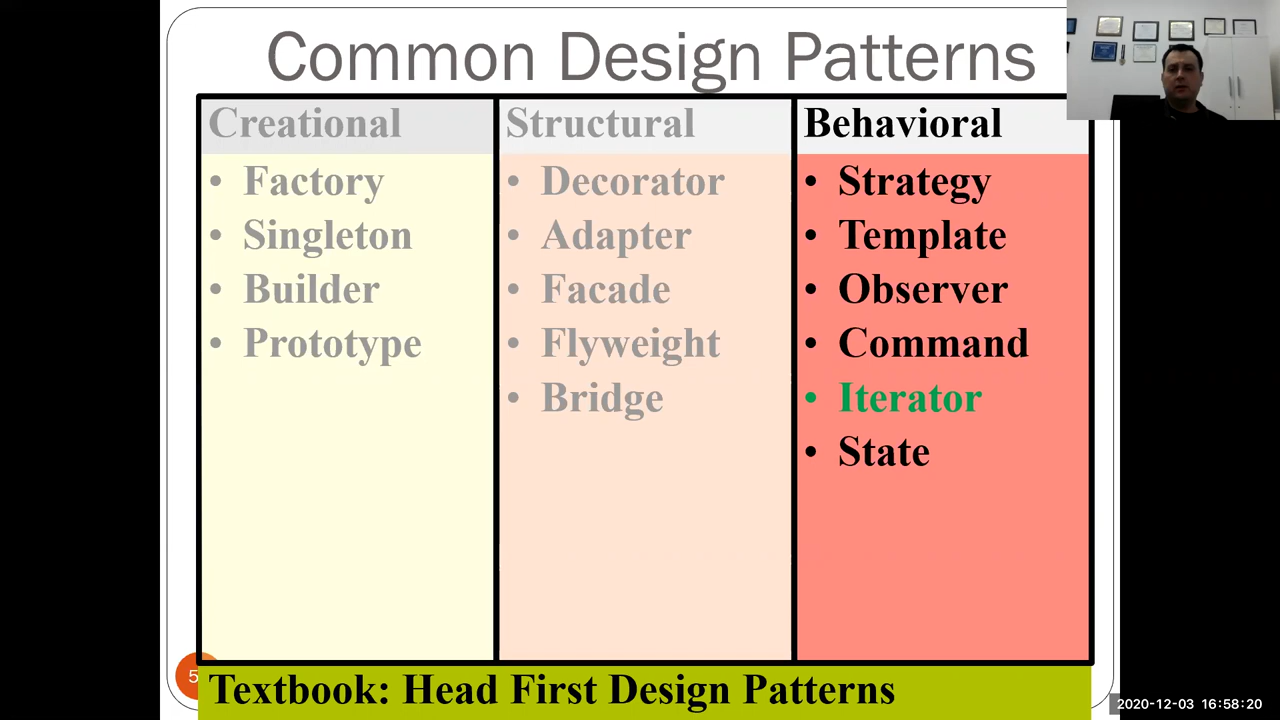 Common Design Patterns
Creational
• Factory
• Singleton
• Builder
• Prototype
Structural
• Decorator
• Adapter
• Facade
• Flyweight
• Bridge
Behavioral
• Strategy
• Template
• Observer
• Command
• Iterator
• State
5
Textbook: Head First Design Patterns
2020-12-03 16:58:20